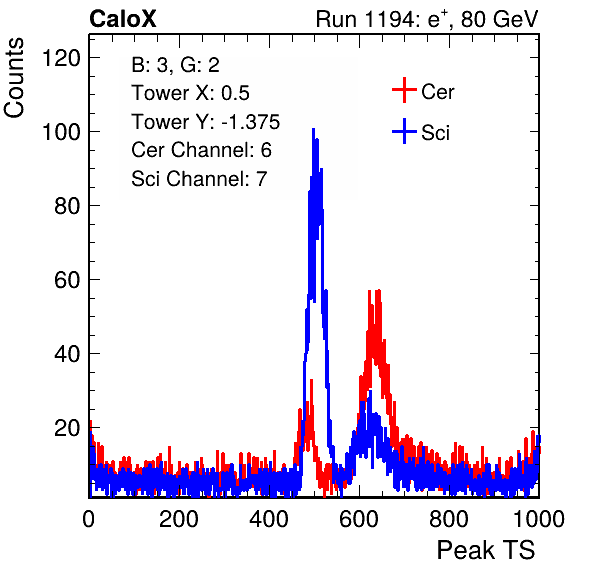 CaloX Run 1194: e⁺, 80 GeV
Counts
B: 3, G: 2
Tower X: 0.5
Tower Y: -1.375
Cer Channel: 6
Sci Channel: 7
Cer
Sci
120
100
80
60
40
20
0 200 400 600 800 1000
Peak TS